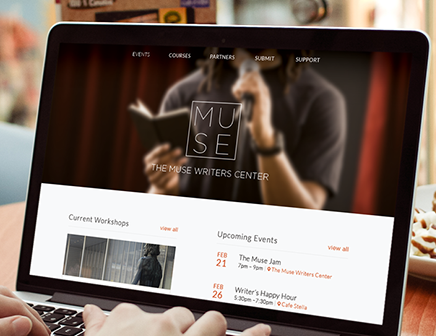 EVENTS COURSES PARTNERS SUBMIT SUPPORT
MU
SE
THE MUSE WRITERS CENTER
Current Workshops
view all
Upcoming Events
view all
FEB
21
The Muse Jam
7pm – 9pm | The Muse Writers Center
FEB
26
Writer's Happy Hour
5:30pm -7:30pm | Cafe Stella